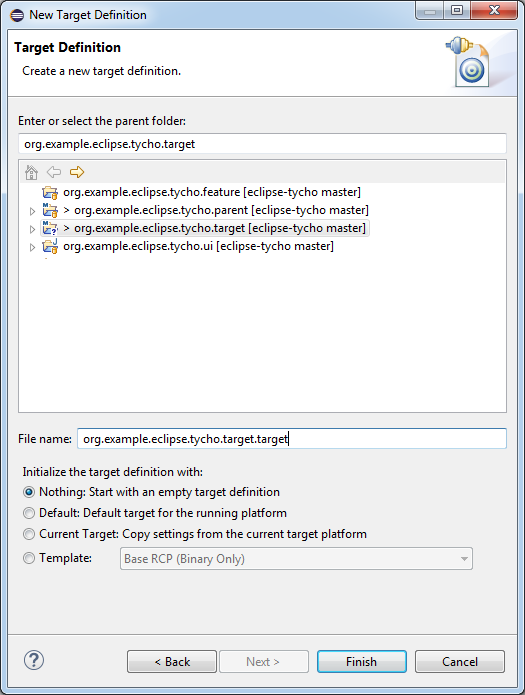 New Target Definition
Target Definition
Create a new target definition.
Enter or select the parent folder:
org.example.eclipse.tycho.target
org.example.eclipse.tycho.feature [eclipse-tycho master]
> org.example.eclipse.tycho.parent [eclipse-tycho master]
> org.example.eclipse.tycho.target [eclipse-tycho master]
org.example.eclipse.tycho.ui [eclipse-tycho master]
File name: org.example.eclipse.tycho.target.target
Initialize the target definition with:
Nothing: Start with an empty target definition
Default: Default target for the running platform
Current Target: Copy settings from the current target platform
Template: Base RCP (Binary Only)
? < Back Next > Finish Cancel